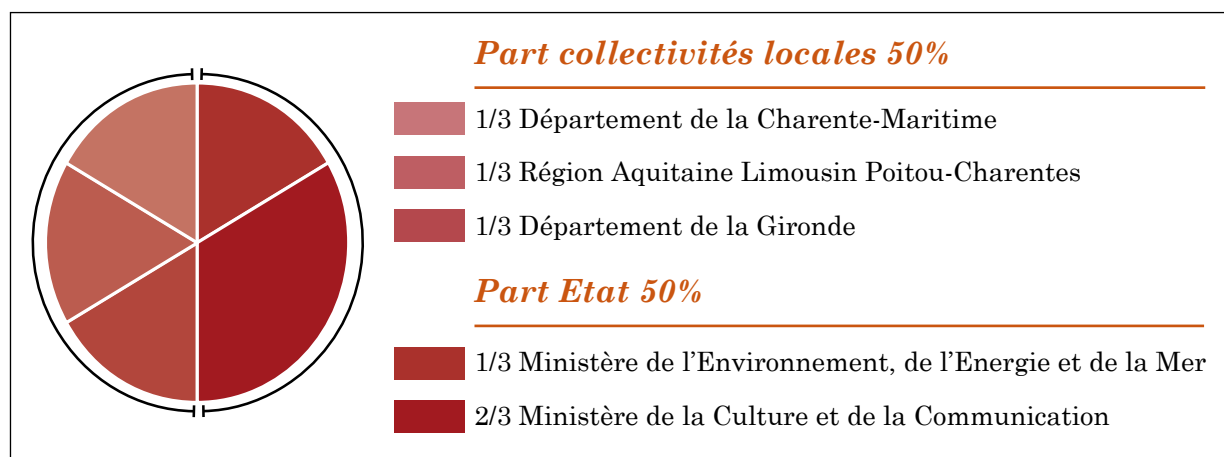 Part collectivités locales 50%
1/3 Département de la Charente-Maritime
1/3 Région Aquitaine Limousin Poitou-Charentes
1/3 Département de la Gironde
Part Etat 50%
1/3 Ministère de l’Environnement, de l’Energie et de la Mer
2/3 Ministère de la Culture et de la Communication